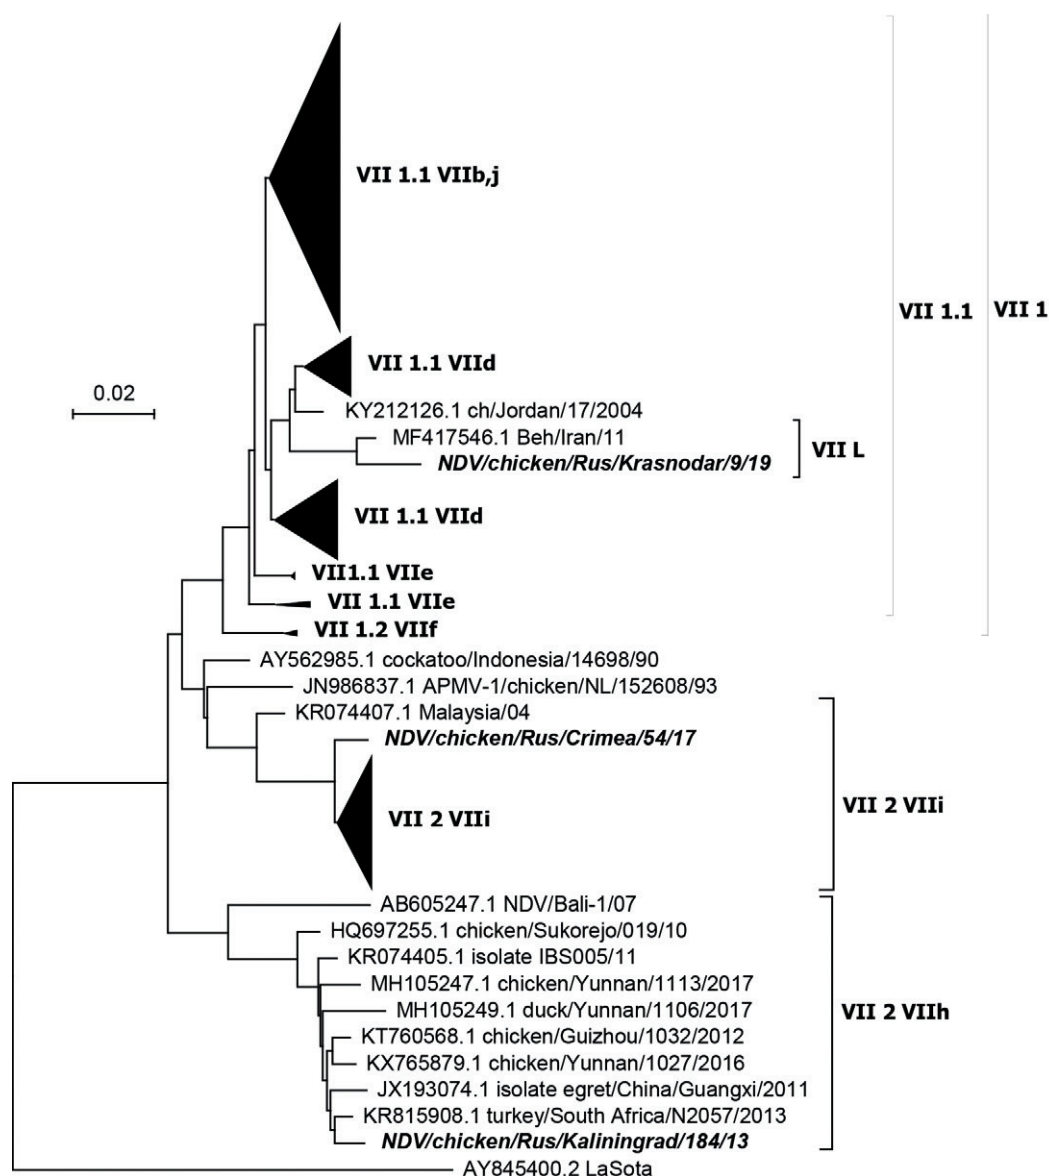 VII 1.1 VIIb,j
VII 1.1
VII 1
VII 1.1 VIId
0.02
KY212126.1 ch/Jordan/17/2004
MF417546.1 Beh/Iran/11
VII L
NDV/chicken/Rus/Krasnodar/9/19
VII 1.1 VIId
VII1.1 VIIe
VII 1.1 VIIe
VII 1.2 VIIf
AY562985.1 cockatoo/Indonesia/14698/90
JN986837.1 APMV-1/chicken/NL/152608/93
KR074407.1 Malaysia/04
NDV/chicken/Rus/Crimea/54/17
VII 2 VIIi
VII 2 VIIi
AB605247.1 NDV/Bali-1/07
HQ697255.1 chicken/Sukorejo/019/10
KR074405.1 isolate IBS005/11
MH105247.1 chicken/Yunnan/1113/2017
MH105249.1 duck/Yunnan/1106/2017
VII 2 VIIh
KT760568.1 chicken/Guizhou/1032/2012
KX765879.1 chicken/Yunnan/1027/2016
JX193074.1 isolate egret/China/Guangxi/2011
KR815908.1 turkey/South Africa/N2057/2013
NDV/chicken/Rus/Kaliningrad/184/13
AY845400.2 LaSota